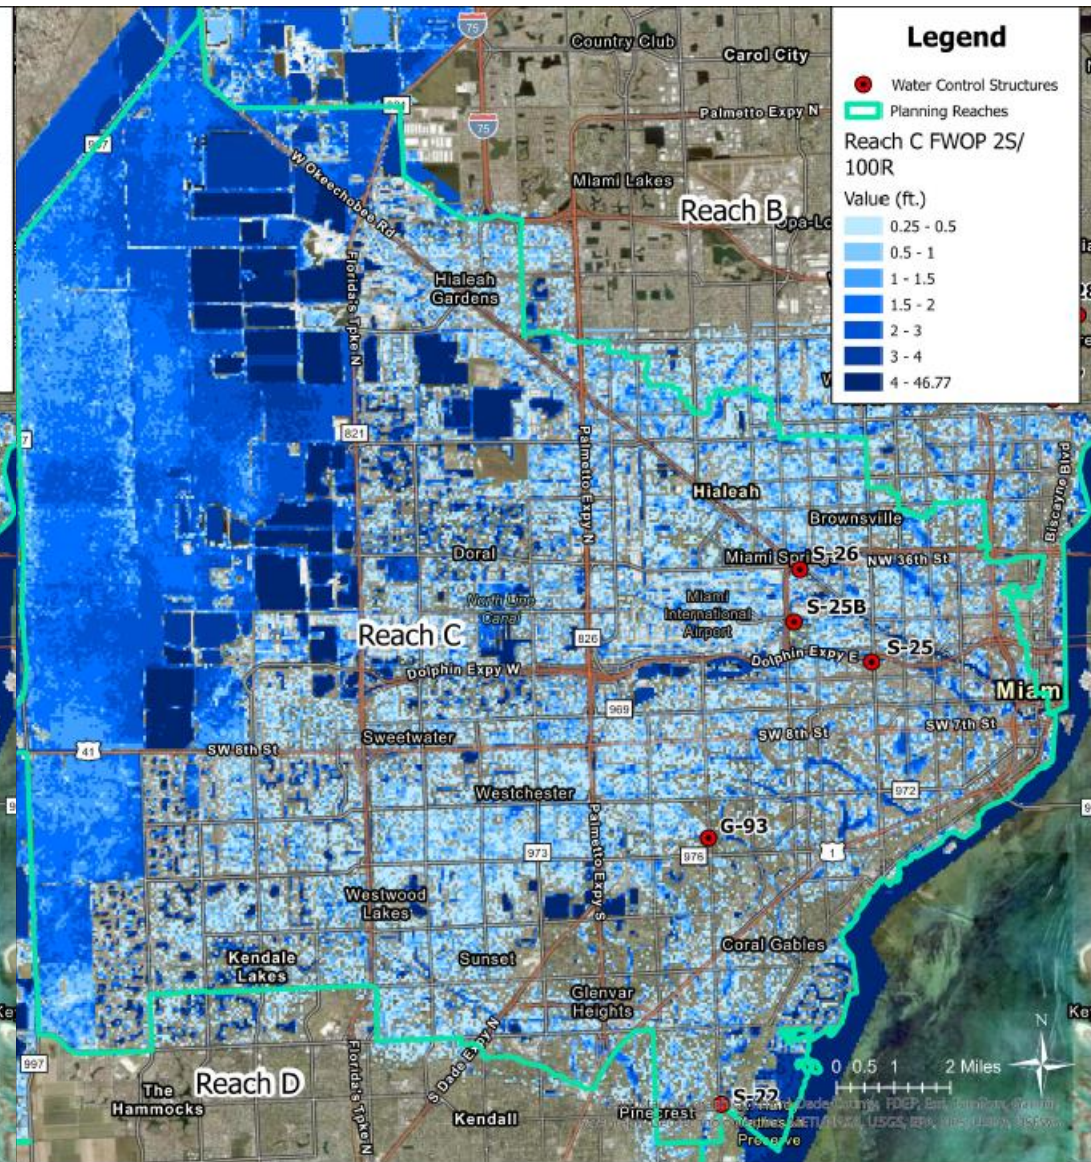 Legend
Water Control Structures
Planning Reaches
Reach C FWOP 2S/
100R
Value (ft.)
0.25 - 0.5
0.5 - 1
1 - 1.5
1.5 - 2
2 - 3
3 - 4
4 - 46.77
75
Country Club
Carol City
Palmetto Expy N
75
997
W Okeechobee Rd
Miami Lakes
Reach B
Opa-Lo
Florida's Tpke N
Hialeah
Gardens
821
Palmetto Expy N
Hialeah
Brownsville
Biscayne Blvd
Doral
Miami Spri
S-26
NW 36th St
North Line
Canal
Miami
International
Airport
S-25B
Reach C
826
S-25
Dolphin Expy W
Dolphin Expy E
Miam
969
41
SW 8th St
Sweetwater
SW 8th St
SW 7th St
Westchester
972
Palmetto Expy S
G-93
973
976
1
Westwood
Lakes
Kendale
Lakes
Sunset
Coral Gables
Glenvar
Heights
997
Reach D
Florida's Tpke N
S Dade Expy N
N
0 0.5 1 2 Miles
The
Hammocks
Kendall
Pinecrest
S-22
Preserve